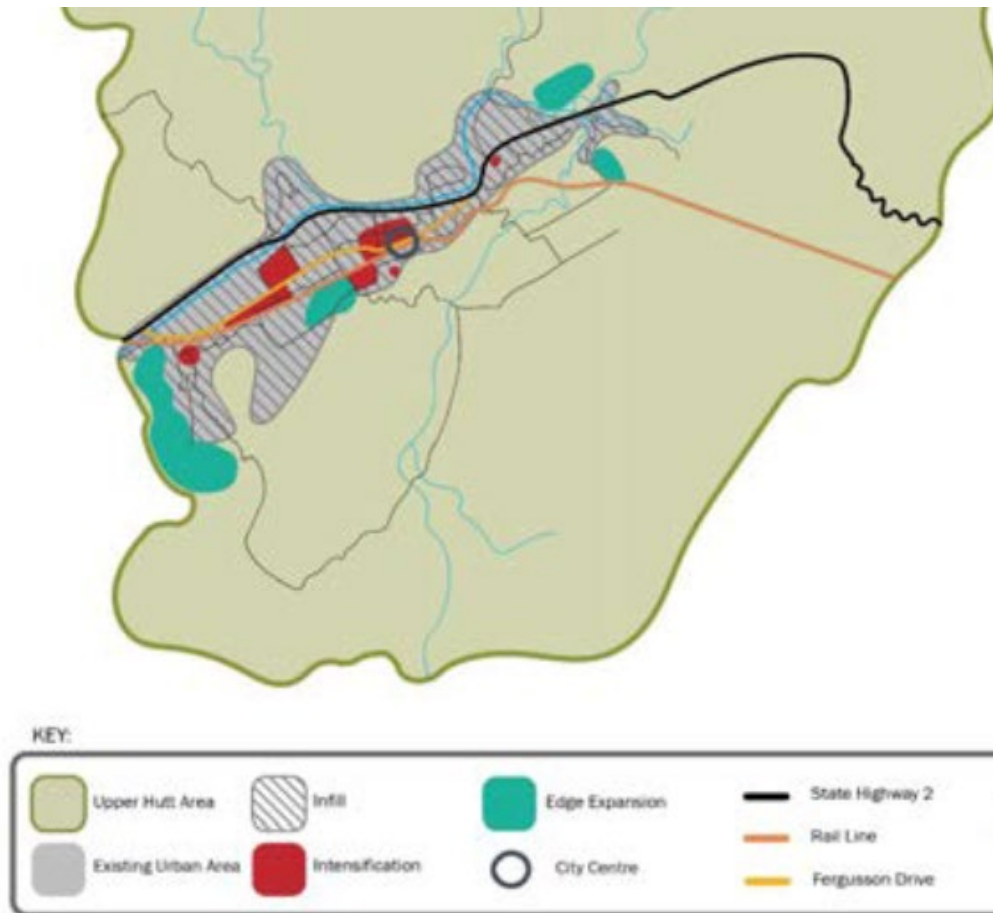 KEY:
Upper Hutt Area
Infill
Edge Expansion
State Highway 2
Existing Urban Area
Intensification
City Centre
Rail Line
Fergusson Drive